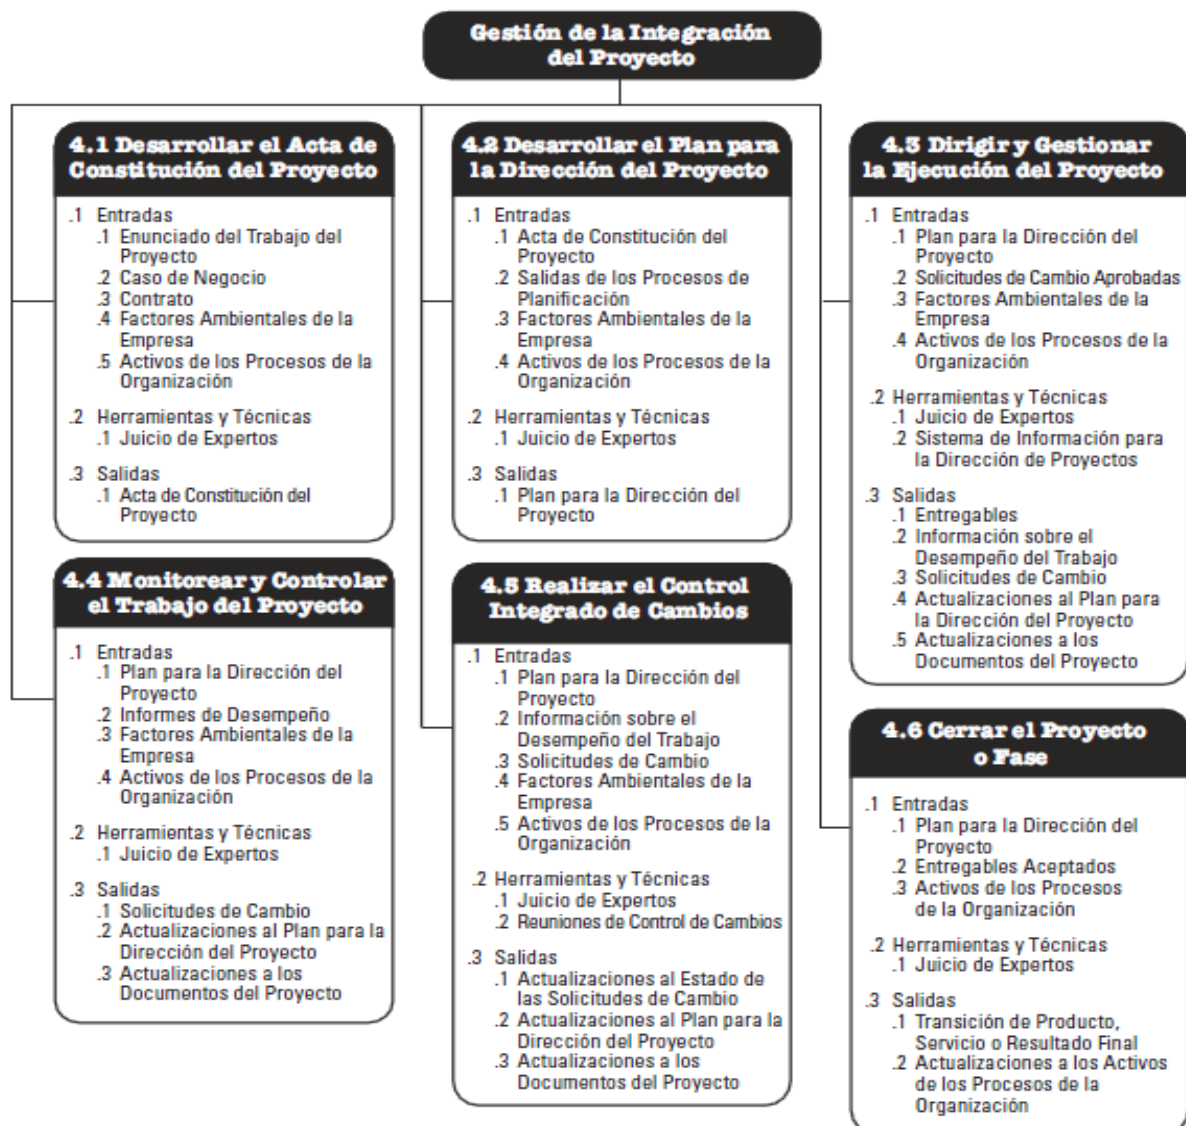 Gestión de la Integración
del Proyecto
4.1 Desarrollar el Acta de
Constitución del Proyecto
.1 Entradas
.1 Enunciado del Trabajo del
Proyecto
.2 Caso de Negocio
.3 Contrato
.4 Factores Ambientales de la
Empresa
.5 Activos de los Procesos de la
Organización
.2 Herramientas y Técnicas
.1 Juicio de Expertos
.3 Salidas
.1 Acta de Constitución del
Proyecto
4.2 Desarrollar el Plan para
la Dirección del Proyecto
.1 Entradas
.1 Acta de Constitución del
Proyecto
.2 Salidas de los Procesos de
Planificación
.3 Factores Ambientales de la
Empresa
.4 Activos de los Procesos de la
Organización
.2 Herramientas y Técnicas
.1 Juicio de Expertos
.3 Salidas
.1 Plan para la Dirección del
Proyecto
4.3 Dirigir y Gestionar
la Ejecución del Proyecto
.1 Entradas
.1 Plan para la Dirección del
Proyecto
.2 Solicitudes de Cambio Aprobadas
.3 Factores Ambientales de la
Empresa
.4 Activos de los Procesos de la
Organización
.2 Herramientas y Técnicas
.1 Juicio de Expertos
.2 Sistema de Información para
la Dirección de Proyectos
.3 Salidas
.1 Entregables
.2 Información sobre el
Desempeño del Trabajo
.3 Solicitudes de Cambio
.4 Actualizaciones al Plan para
la Dirección del Proyecto
.5 Actualizaciones a los
Documentos del Proyecto
4.4 Monitorear y Controlar
el Trabajo del Proyecto
.1 Entradas
.1 Plan para la Dirección del
Proyecto
.2 Informes de Desempeño
.3 Factores Ambientales de la
Empresa
.4 Activos de los Procesos de la
Organización
.2 Herramientas y Técnicas
.1 Juicio de Expertos
.3 Salidas
.1 Solicitudes de Cambio
.2 Actualizaciones al Plan para la
Dirección del Proyecto
.3 Actualizaciones a los
Documentos del Proyecto
4.5 Realizar el Control
Integrado de Cambios
.1 Entradas
.1 Plan para la Dirección del
Proyecto
.2 Información sobre el
Desempeño del Trabajo
.3 Solicitudes de Cambio
.4 Factores Ambientales de la
Empresa
.5 Activos de los Procesos de la
Organización
.2 Herramientas y Técnicas
.1 Juicio de Expertos
.2 Reuniones de Control de Cambios
.3 Salidas
.1 Actualizaciones al Estado de
las Solicitudes de Cambio
.2 Actualizaciones al Plan para la
Dirección del Proyecto
.3 Actualizaciones a los
Documentos del Proyecto
4.6 Cerrar el Proyecto
o Fase
.1 Entradas
.1 Plan para la Dirección del
Proyecto
.2 Entregables Aceptados
.3 Activos de los Procesos
de la Organización
.2 Herramientas y Técnicas
.1 Juicio de Expertos
.3 Salidas
.1 Transición de Producto,
Servicio o Resultado Final
.2 Actualizaciones a los Activos
de los Procesos de la
Organización